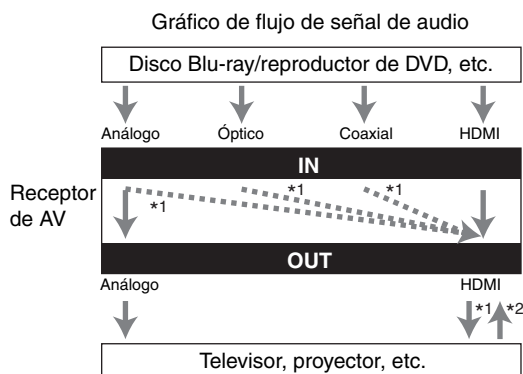 Gráfico de flujo de señal de audio
Disco Blu-ray/reproductor de DVD, etc.
Análogo Óptico Coaxial HDMI
IN
Receptor
de AV
*1 *1 *1
OUT
Análogo HDMI
*1 *2
Televisor, proyector, etc.